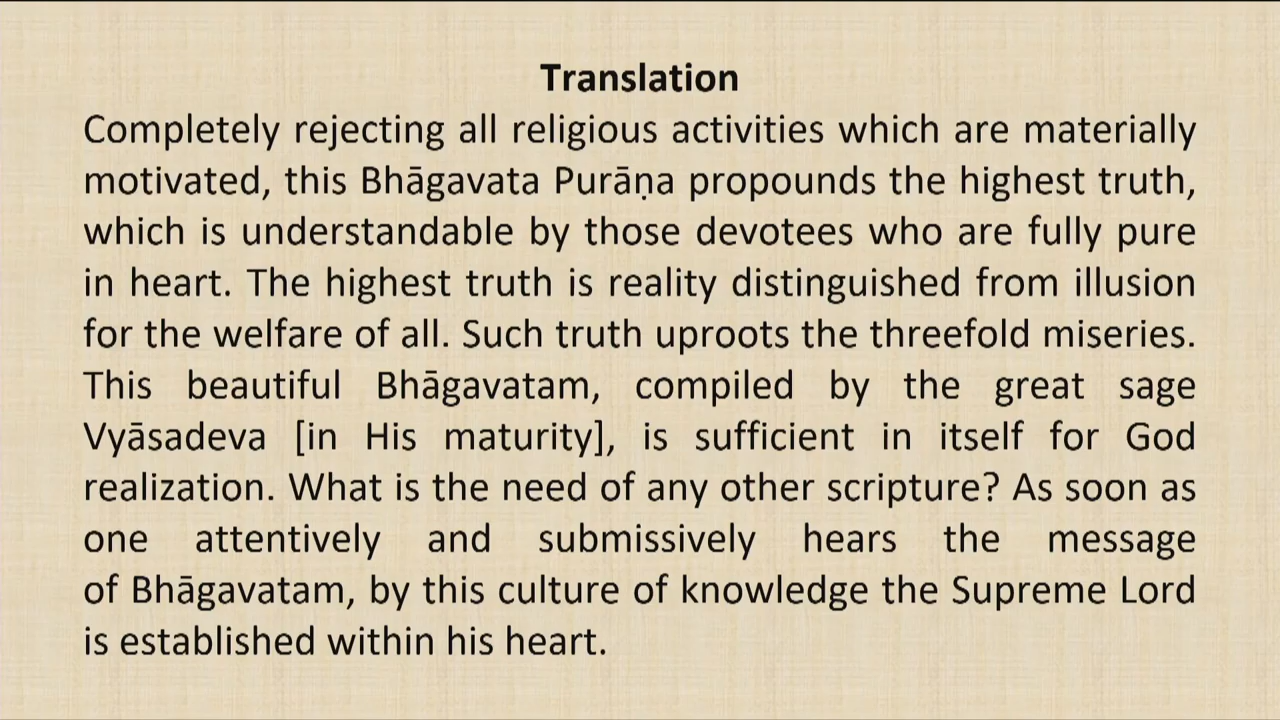 Translation
Completely rejecting all religious activities which are materially
motivated, this Bhāgavata Purāṇa propounds the highest truth,
which is understandable by those devotees who are fully pure
in heart. The highest truth is reality distinguished from illusion
for the welfare of all. Such truth uproots the threefold miseries.
This beautiful Bhāgavatam, compiled by the great sage
Vyāsadeva [in His maturity], is sufficient in itself for God
realization. What is the need of any other scripture? As soon as
one attentively and submissively hears the message
of Bhāgavatam, by this culture of knowledge the Supreme Lord
is established within his heart.